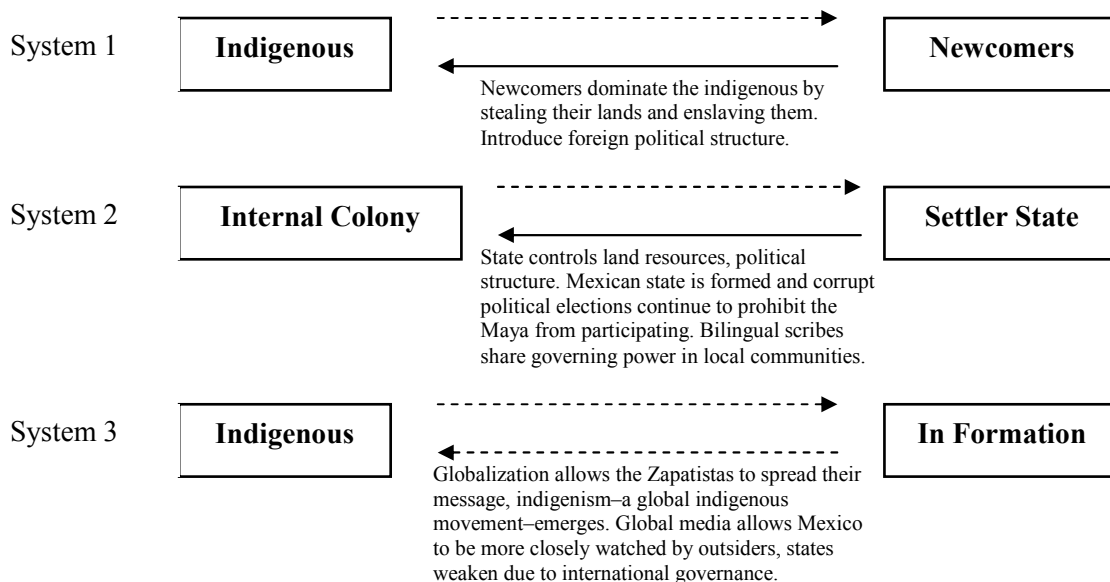 System 1
Indigenous
Newcomers
Newcomers dominate the indigenous by
stealing their lands and enslaving them.
Introduce foreign political structure.
System 2
Internal Colony
Settler State
State controls land resources, political
structure. Mexican state is formed and corrupt
political elections continue to prohibit the
Maya from participating. Bilingual scribes
share governing power in local communities.
System 3
Indigenous
In Formation
Globalization allows the Zapatistas to spread their
message, indigenism–a global indigenous
movement–emerges. Global media allows Mexico
to be more closely watched by outsiders, states
weaken due to international governance.